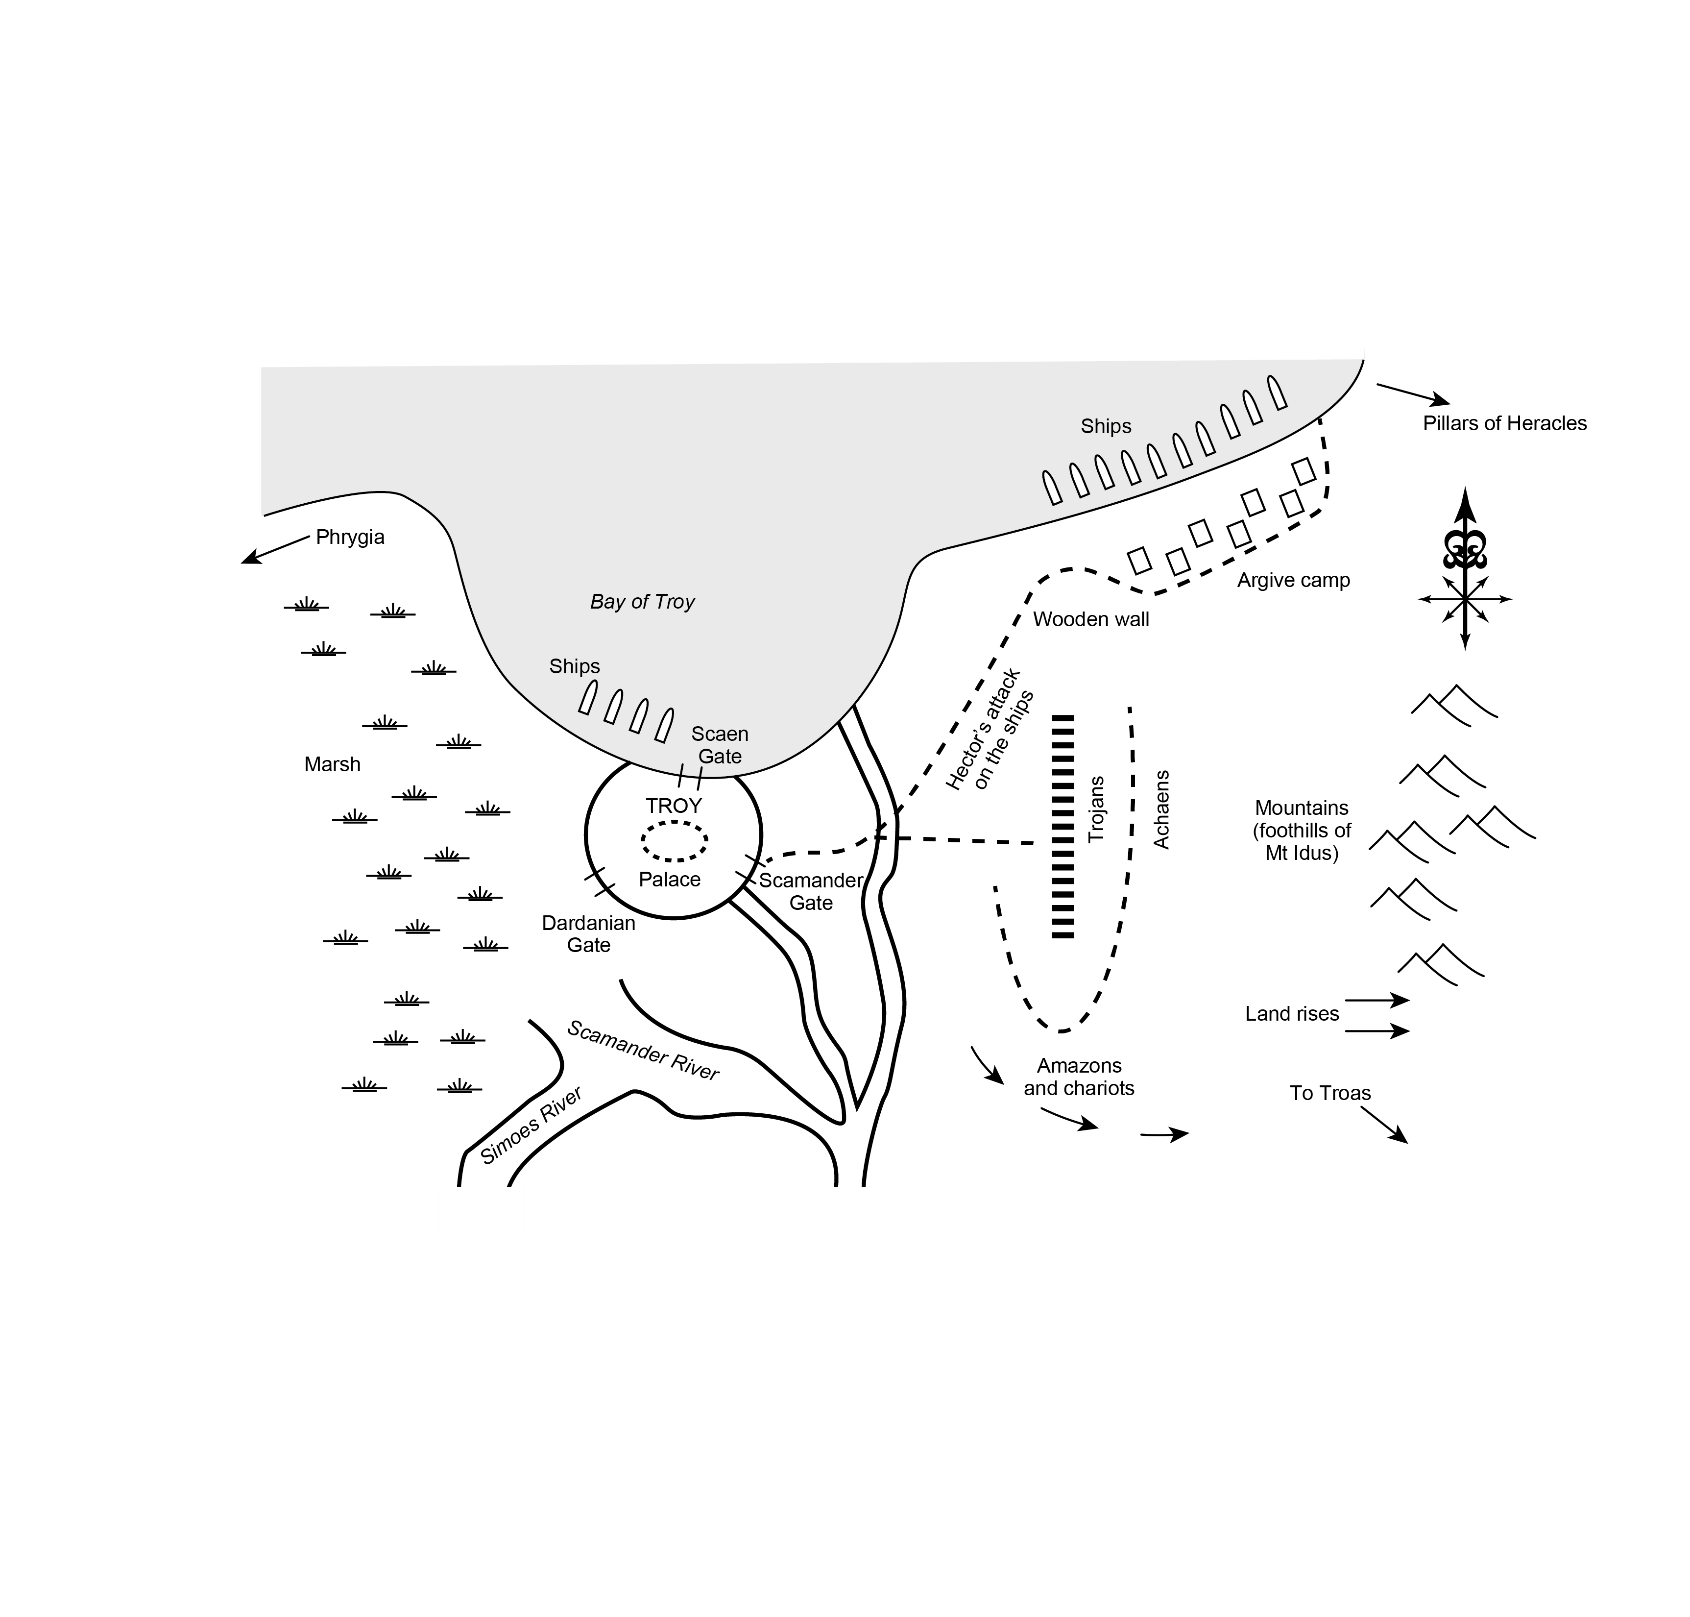 Ships
Pillars of Heracles
Phrygia
Argive camp
Bay of Troy
Wooden wall
Ships
Hector's attack
on the ships
Scaen
Gate
Marsh
TROY
Trojans
Achaens
Mountains
(foothills of
Mt Idus)
Palace
Scamander
Gate
Dardanian
Gate
Land rises
Scamander River
Amazons
and chariots
To Troas
Simoes River